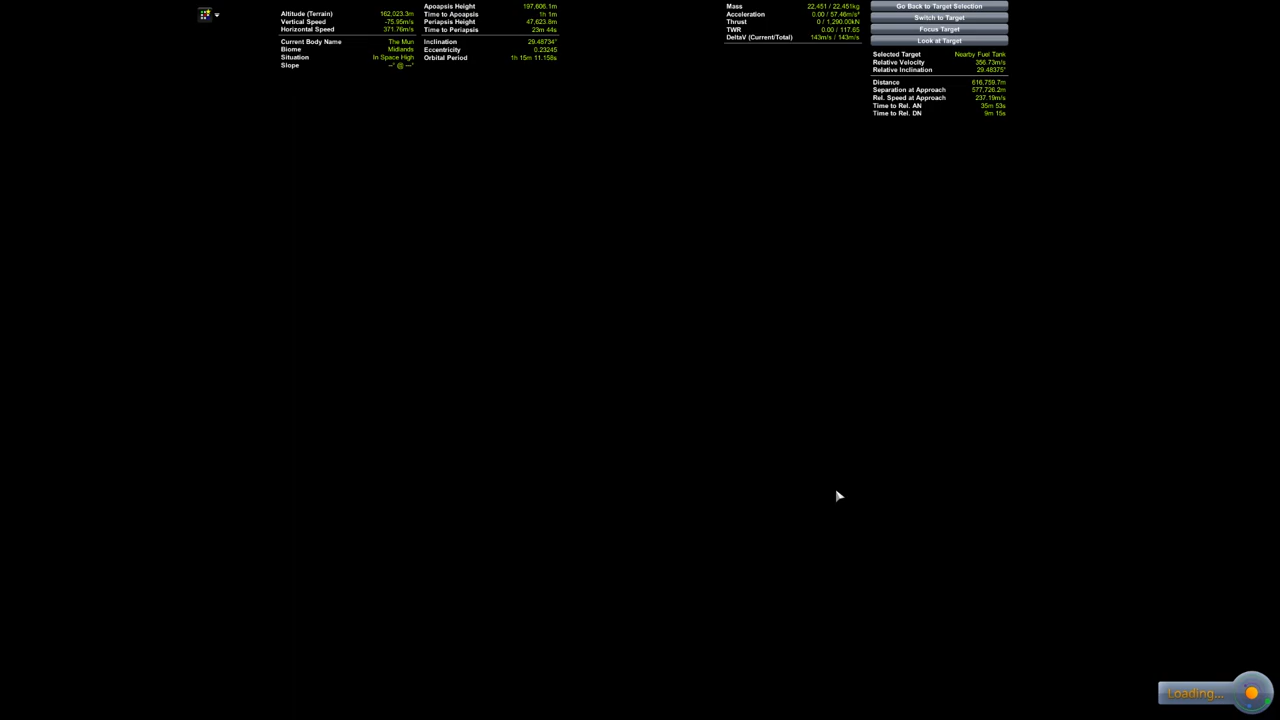 Altitude (Terrain) 162,023.3m
Vertical Speed -75.95m/s
Horizontal Speed 371.76m/s
Current Body Name The Mun
Biome Midlands
Situation In Space High
Slope --° @ ---°
Apoapsis Height 197,606.1m
Time to Apoapsis 1h 1m
Periapsis Height 47,623.8m
Time to Periapsis 23m 44s
Inclination 29.48734°
Eccentricity 0.23245
Orbital Period 1h 15m 11.156s
Mass 22,451 / 22,451kg
Acceleration 0.00 / 57.46m/s²
Thrust 0 / 1,290.00kN
TWR 0.00 / 117.65
DeltaV (Current/Total) 143m/s / 143m/s
Go Back to Target Selection
Switch to Target
Focus Target
Look at Target
Selected Target Nearby Fuel Tank
Relative Velocity 356.73m/s
Relative Inclination 29.48375°
Distance 616,759.7m
Separation at Approach 577,726.2m
Rel. Speed at Approach 237.19m/s
Time to Rel. AN 35m 53s
Time to Rel. DN 9m 15s
Loading...